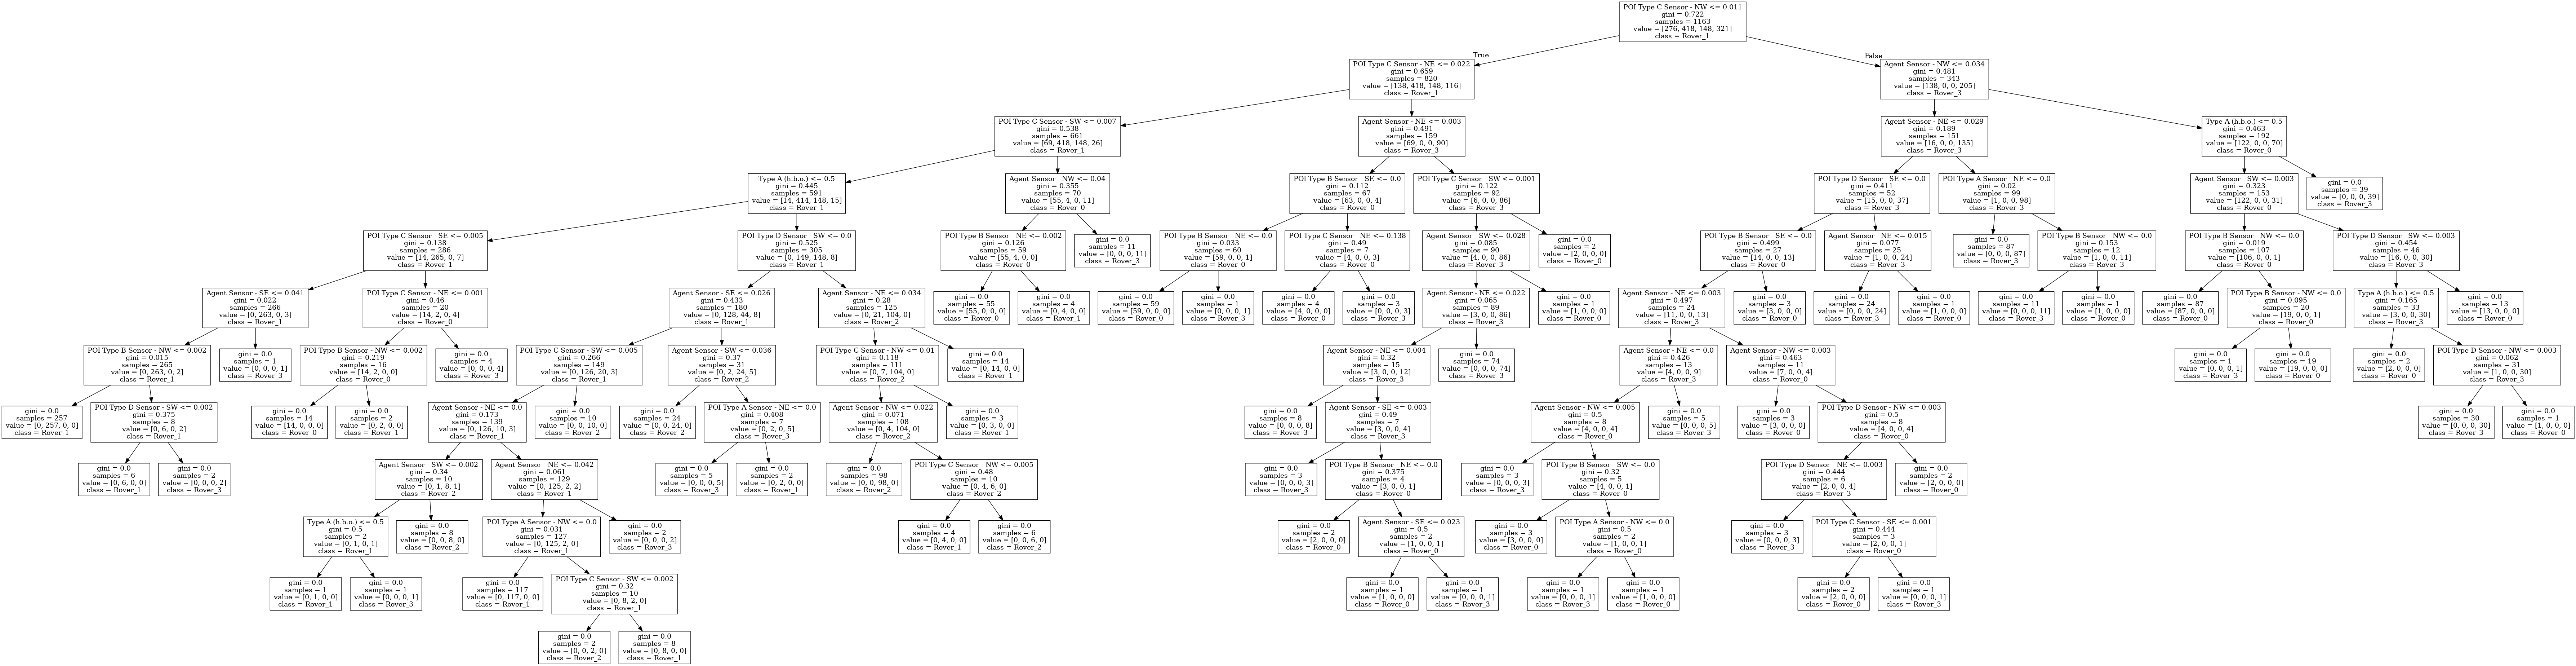 POI Type C Sensor - NW <= 0.011
gini = 0.722
samples = 1163
value = [276, 418, 148, 321]
class = Rover_1
True
False
POI Type C Sensor - NE <= 0.022
gini = 0.659
samples = 820
value = [138, 418, 148, 116]
class = Rover_1
Agent Sensor - NW <= 0.034
gini = 0.481
samples = 343
value = [138, 0, 0, 205]
class = Rover_3
POI Type C Sensor - SW <= 0.007
gini = 0.538
samples = 661
value = [69, 418, 148, 26]
class = Rover_1
Agent Sensor - NE <= 0.003
gini = 0.491
samples = 159
value = [69, 0, 0, 90]
class = Rover_3
Agent Sensor - NE <= 0.029
gini = 0.189
samples = 151
value = [16, 0, 0, 135]
class = Rover_3
Type A (h.b.o.) <= 0.5
gini = 0.463
samples = 192
value = [122, 0, 0, 70]
class = Rover_0
Type A (h.b.o.) <= 0.5
gini = 0.445
samples = 591
value = [14, 414, 148, 15]
class = Rover_1
Agent Sensor - NW <= 0.04
gini = 0.355
samples = 70
value = [55, 4, 0, 11]
class = Rover_0
POI Type B Sensor - SE <= 0.0
gini = 0.112
samples = 67
value = [63, 0, 0, 4]
class = Rover_0
POI Type C Sensor - SW <= 0.001
gini = 0.122
samples = 92
value = [6, 0, 0, 86]
class = Rover_3
POI Type D Sensor - SE <= 0.0
gini = 0.411
samples = 52
value = [15, 0, 0, 37]
class = Rover_3
POI Type A Sensor - NE <= 0.0
gini = 0.02
samples = 99
value = [1, 0, 0, 98]
class = Rover_3
Agent Sensor - SW <= 0.003
gini = 0.323
samples = 153
value = [122, 0, 0, 31]
class = Rover_0
gini = 0.0
samples = 39
value = [0, 0, 0, 39]
class = Rover_3
POI Type C Sensor - SE <= 0.005
gini = 0.138
samples = 286
value = [14, 265, 0, 7]
class = Rover_1
POI Type D Sensor - SW <= 0.0
gini = 0.525
samples = 305
value = [0, 149, 148, 8]
class = Rover_1
POI Type B Sensor - NE <= 0.002
gini = 0.126
samples = 59
value = [55, 4, 0, 0]
class = Rover_0
gini = 0.0
samples = 11
value = [0, 0, 0, 11]
class = Rover_3
POI Type B Sensor - NE <= 0.0
gini = 0.033
samples = 60
value = [59, 0, 0, 1]
class = Rover_0
POI Type C Sensor - NE <= 0.138
gini = 0.49
samples = 7
value = [4, 0, 0, 3]
class = Rover_0
Agent Sensor - SW <= 0.028
gini = 0.085
samples = 90
value = [4, 0, 0, 86]
class = Rover_3
gini = 0.0
samples = 2
value = [2, 0, 0, 0]
class = Rover_0
POI Type B Sensor - SE <= 0.0
gini = 0.499
samples = 27
value = [14, 0, 0, 13]
class = Rover_0
Agent Sensor - NE <= 0.015
gini = 0.077
samples = 25
value = [1, 0, 0, 24]
class = Rover_3
gini = 0.0
samples = 87
value = [0, 0, 0, 87]
class = Rover_3
POI Type B Sensor - NW <= 0.0
gini = 0.153
samples = 12
value = [1, 0, 0, 11]
class = Rover_3
POI Type B Sensor - NW <= 0.0
gini = 0.019
samples = 107
value = [106, 0, 0, 1]
class = Rover_0
POI Type D Sensor - SW <= 0.003
gini = 0.454
samples = 46
value = [16, 0, 0, 30]
class = Rover_3
Agent Sensor - SE <= 0.041
gini = 0.022
samples = 266
value = [0, 263, 0, 3]
class = Rover_1
POI Type C Sensor - NE <= 0.001
gini = 0.46
samples = 20
value = [14, 2, 0, 4]
class = Rover_0
Agent Sensor - SE <= 0.026
gini = 0.433
samples = 180
value = [0, 128, 44, 8]
class = Rover_1
Agent Sensor - NE <= 0.034
gini = 0.28
samples = 125
value = [0, 21, 104, 0]
class = Rover_2
gini = 0.0
samples = 55
value = [55, 0, 0, 0]
class = Rover_0
gini = 0.0
samples = 4
value = [0, 4, 0, 0]
class = Rover_1
gini = 0.0
samples = 59
value = [59, 0, 0, 0]
class = Rover_0
gini = 0.0
samples = 1
value = [0, 0, 0, 1]
class = Rover_3
gini = 0.0
samples = 4
value = [4, 0, 0, 0]
class = Rover_0
gini = 0.0
samples = 3
value = [0, 0, 0, 3]
class = Rover_3
Agent Sensor - NE <= 0.022
gini = 0.065
samples = 89
value = [3, 0, 0, 86]
class = Rover_3
gini = 0.0
samples = 1
value = [1, 0, 0, 0]
class = Rover_0
Agent Sensor - NE <= 0.003
gini = 0.497
samples = 24
value = [11, 0, 0, 13]
class = Rover_3
gini = 0.0
samples = 3
value = [3, 0, 0, 0]
class = Rover_0
gini = 0.0
samples = 24
value = [0, 0, 0, 24]
class = Rover_3
gini = 0.0
samples = 1
value = [1, 0, 0, 0]
class = Rover_0
gini = 0.0
samples = 11
value = [0, 0, 0, 11]
class = Rover_3
gini = 0.0
samples = 1
value = [1, 0, 0, 0]
class = Rover_0
gini = 0.0
samples = 87
value = [87, 0, 0, 0]
class = Rover_0
POI Type B Sensor - NW <= 0.0
gini = 0.095
samples = 20
value = [19, 0, 0, 1]
class = Rover_0
Type A (h.b.o.) <= 0.5
gini = 0.165
samples = 33
value = [3, 0, 0, 30]
class = Rover_3
gini = 0.0
samples = 13
value = [13, 0, 0, 0]
class = Rover_0
POI Type B Sensor - NW <= 0.002
gini = 0.015
samples = 265
value = [0, 263, 0, 2]
class = Rover_1
gini = 0.0
samples = 1
value = [0, 0, 0, 1]
class = Rover_3
POI Type B Sensor - NW <= 0.002
gini = 0.219
samples = 16
value = [14, 2, 0, 0]
class = Rover_0
gini = 0.0
samples = 4
value = [0, 0, 0, 4]
class = Rover_3
POI Type C Sensor - SW <= 0.005
gini = 0.266
samples = 149
value = [0, 126, 20, 3]
class = Rover_1
Agent Sensor - SW <= 0.036
gini = 0.37
samples = 31
value = [0, 2, 24, 5]
class = Rover_2
POI Type C Sensor - NW <= 0.01
gini = 0.118
samples = 111
value = [0, 7, 104, 0]
class = Rover_2
gini = 0.0
samples = 14
value = [0, 14, 0, 0]
class = Rover_1
Agent Sensor - NE <= 0.004
gini = 0.32
samples = 15
value = [3, 0, 0, 12]
class = Rover_3
gini = 0.0
samples = 74
value = [0, 0, 0, 74]
class = Rover_3
Agent Sensor - NE <= 0.0
gini = 0.426
samples = 13
value = [4, 0, 0, 9]
class = Rover_3
Agent Sensor - NW <= 0.003
gini = 0.463
samples = 11
value = [7, 0, 0, 4]
class = Rover_0
gini = 0.0
samples = 1
value = [0, 0, 0, 1]
class = Rover_3
gini = 0.0
samples = 19
value = [19, 0, 0, 0]
class = Rover_0
gini = 0.0
samples = 2
value = [2, 0, 0, 0]
class = Rover_0
POI Type D Sensor - NW <= 0.003
gini = 0.062
samples = 31
value = [1, 0, 0, 30]
class = Rover_3
gini = 0.0
samples = 257
value = [0, 257, 0, 0]
class = Rover_1
POI Type D Sensor - SW <= 0.002
gini = 0.375
samples = 8
value = [0, 6, 0, 2]
class = Rover_1
gini = 0.0
samples = 14
value = [14, 0, 0, 0]
class = Rover_0
gini = 0.0
samples = 2
value = [0, 2, 0, 0]
class = Rover_1
Agent Sensor - NE <= 0.0
gini = 0.173
samples = 139
value = [0, 126, 10, 3]
class = Rover_1
gini = 0.0
samples = 10
value = [0, 0, 10, 0]
class = Rover_2
gini = 0.0
samples = 24
value = [0, 0, 24, 0]
class = Rover_2
POI Type A Sensor - NE <= 0.0
gini = 0.408
samples = 7
value = [0, 2, 0, 5]
class = Rover_3
Agent Sensor - NW <= 0.022
gini = 0.071
samples = 108
value = [0, 4, 104, 0]
class = Rover_2
gini = 0.0
samples = 3
value = [0, 3, 0, 0]
class = Rover_1
gini = 0.0
samples = 8
value = [0, 0, 0, 8]
class = Rover_3
Agent Sensor - SE <= 0.003
gini = 0.49
samples = 7
value = [3, 0, 0, 4]
class = Rover_3
Agent Sensor - NW <= 0.005
gini = 0.5
samples = 8
value = [4, 0, 0, 4]
class = Rover_0
gini = 0.0
samples = 5
value = [0, 0, 0, 5]
class = Rover_3
gini = 0.0
samples = 3
value = [3, 0, 0, 0]
class = Rover_0
POI Type D Sensor - NW <= 0.003
gini = 0.5
samples = 8
value = [4, 0, 0, 4]
class = Rover_0
gini = 0.0
samples = 30
value = [0, 0, 0, 30]
class = Rover_3
gini = 0.0
samples = 1
value = [1, 0, 0, 0]
class = Rover_0
gini = 0.0
samples = 6
value = [0, 6, 0, 0]
class = Rover_1
gini = 0.0
samples = 2
value = [0, 0, 0, 2]
class = Rover_3
Agent Sensor - SW <= 0.002
gini = 0.34
samples = 10
value = [0, 1, 8, 1]
class = Rover_2
Agent Sensor - NE <= 0.042
gini = 0.061
samples = 129
value = [0, 125, 2, 2]
class = Rover_1
gini = 0.0
samples = 5
value = [0, 0, 0, 5]
class = Rover_3
gini = 0.0
samples = 2
value = [0, 2, 0, 0]
class = Rover_1
gini = 0.0
samples = 98
value = [0, 0, 98, 0]
class = Rover_2
POI Type C Sensor - NW <= 0.005
gini = 0.48
samples = 10
value = [0, 4, 6, 0]
class = Rover_2
gini = 0.0
samples = 3
value = [0, 0, 0, 3]
class = Rover_3
POI Type B Sensor - NE <= 0.0
gini = 0.375
samples = 4
value = [3, 0, 0, 1]
class = Rover_0
gini = 0.0
samples = 3
value = [0, 0, 0, 3]
class = Rover_3
POI Type B Sensor - SW <= 0.0
gini = 0.32
samples = 5
value = [4, 0, 0, 1]
class = Rover_0
POI Type D Sensor - NE <= 0.003
gini = 0.444
samples = 6
value = [2, 0, 0, 4]
class = Rover_3
gini = 0.0
samples = 2
value = [2, 0, 0, 0]
class = Rover_0
Type A (h.b.o.) <= 0.5
gini = 0.5
samples = 2
value = [0, 1, 0, 1]
class = Rover_1
gini = 0.0
samples = 8
value = [0, 0, 8, 0]
class = Rover_2
POI Type A Sensor - NW <= 0.0
gini = 0.031
samples = 127
value = [0, 125, 2, 0]
class = Rover_1
gini = 0.0
samples = 2
value = [0, 0, 0, 2]
class = Rover_3
gini = 0.0
samples = 4
value = [0, 4, 0, 0]
class = Rover_1
gini = 0.0
samples = 6
value = [0, 0, 6, 0]
class = Rover_2
gini = 0.0
samples = 2
value = [2, 0, 0, 0]
class = Rover_0
Agent Sensor - SE <= 0.023
gini = 0.5
samples = 2
value = [1, 0, 0, 1]
class = Rover_0
gini = 0.0
samples = 3
value = [3, 0, 0, 0]
class = Rover_0
POI Type A Sensor - NW <= 0.0
gini = 0.5
samples = 2
value = [1, 0, 0, 1]
class = Rover_0
gini = 0.0
samples = 3
value = [0, 0, 0, 3]
class = Rover_3
POI Type C Sensor - SE <= 0.001
gini = 0.444
samples = 3
value = [2, 0, 0, 1]
class = Rover_0
gini = 0.0
samples = 1
value = [0, 1, 0, 0]
class = Rover_1
gini = 0.0
samples = 1
value = [0, 0, 0, 1]
class = Rover_3
gini = 0.0
samples = 117
value = [0, 117, 0, 0]
class = Rover_1
POI Type C Sensor - SW <= 0.002
gini = 0.32
samples = 10
value = [0, 8, 2, 0]
class = Rover_1
gini = 0.0
samples = 1
value = [1, 0, 0, 0]
class = Rover_0
gini = 0.0
samples = 1
value = [0, 0, 0, 1]
class = Rover_3
gini = 0.0
samples = 1
value = [0, 0, 0, 1]
class = Rover_3
gini = 0.0
samples = 1
value = [1, 0, 0, 0]
class = Rover_0
gini = 0.0
samples = 2
value = [2, 0, 0, 0]
class = Rover_0
gini = 0.0
samples = 1
value = [0, 0, 0, 1]
class = Rover_3
gini = 0.0
samples = 2
value = [0, 0, 2, 0]
class = Rover_2
gini = 0.0
samples = 8
value = [0, 8, 0, 0]
class = Rover_1